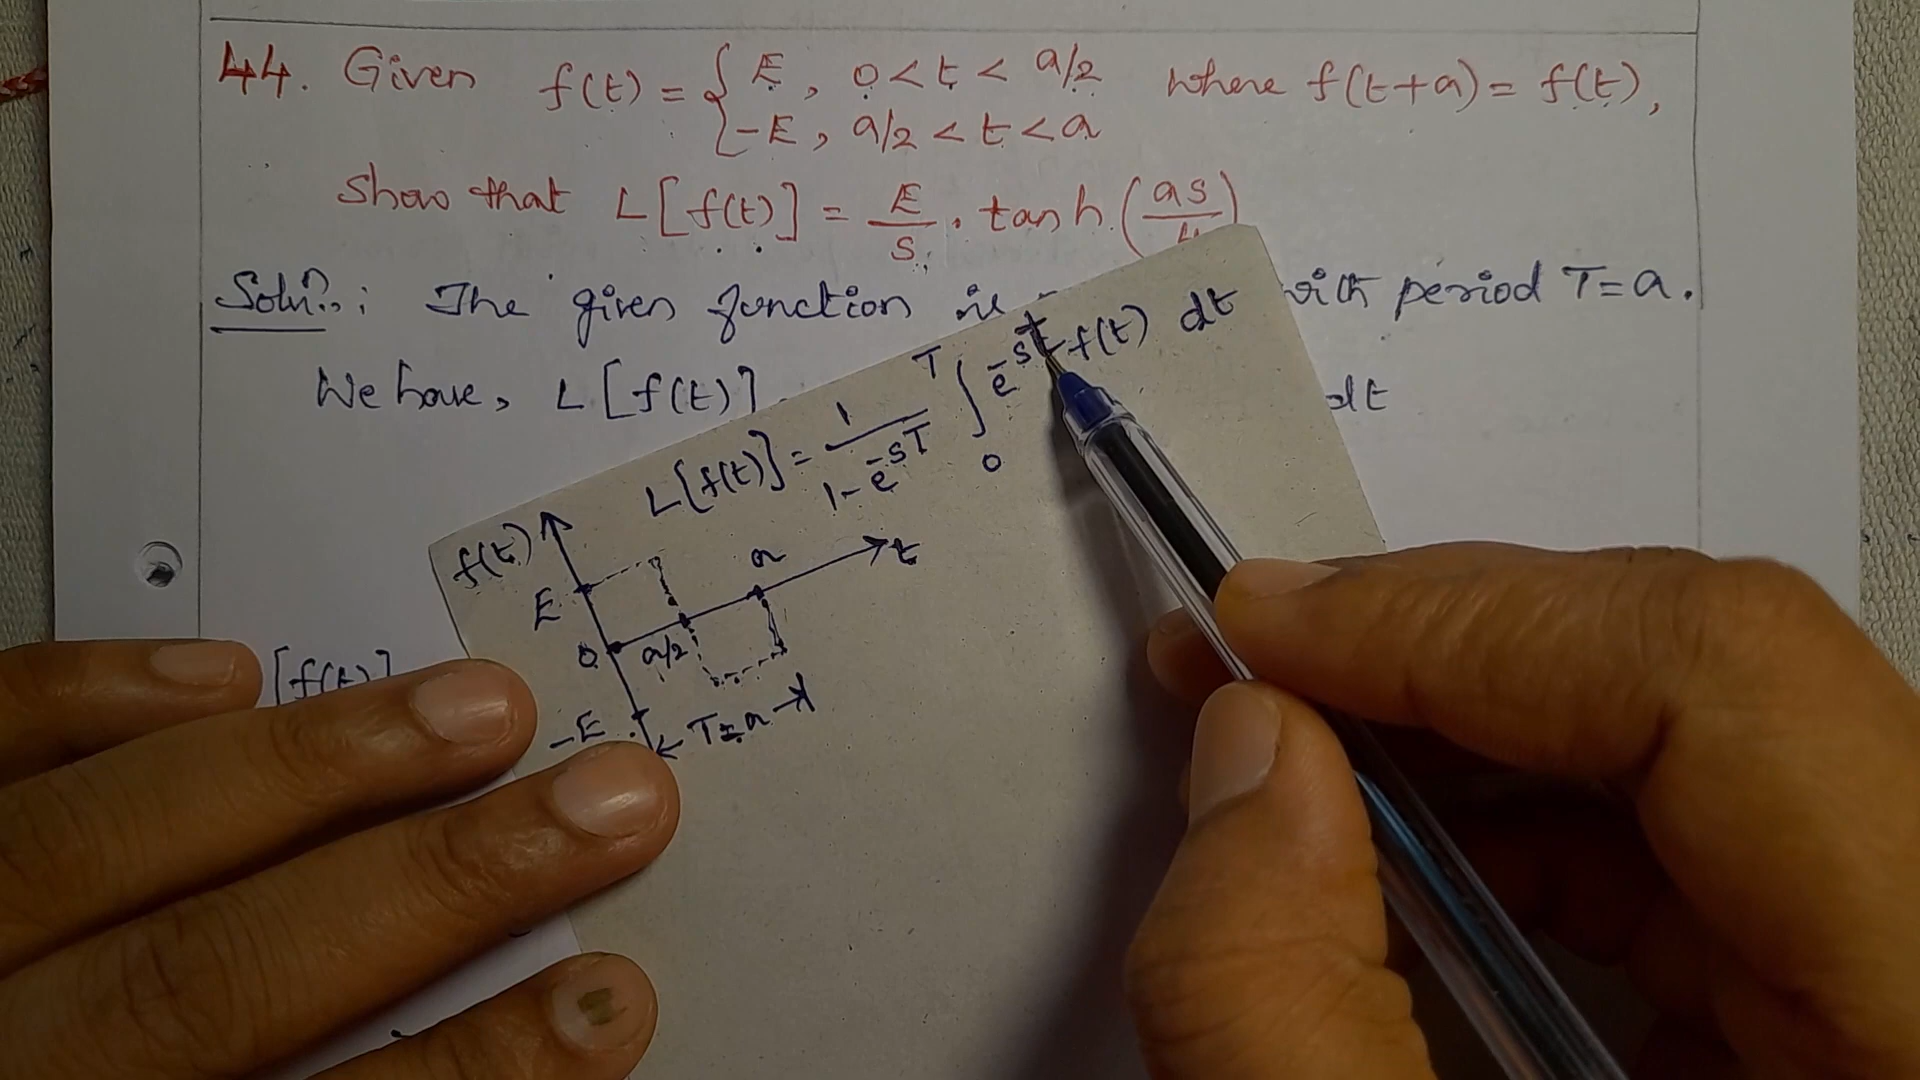 44. Given f(t) = { E, 0 < t < a/2 where f(t+a) = f(t),
-E, a/2 < t < a
Show that L[f(t)] = E/s . tanh (as/4)
Soln: The given function is with period T = a.
We have, L[f(t)] dt
L[f(t)] = 1/(1-e^-sT) ∫_0^T e^-st f(t) dt
f(t)
E
0 a/2 a t
-E
T = a
[f(t)]